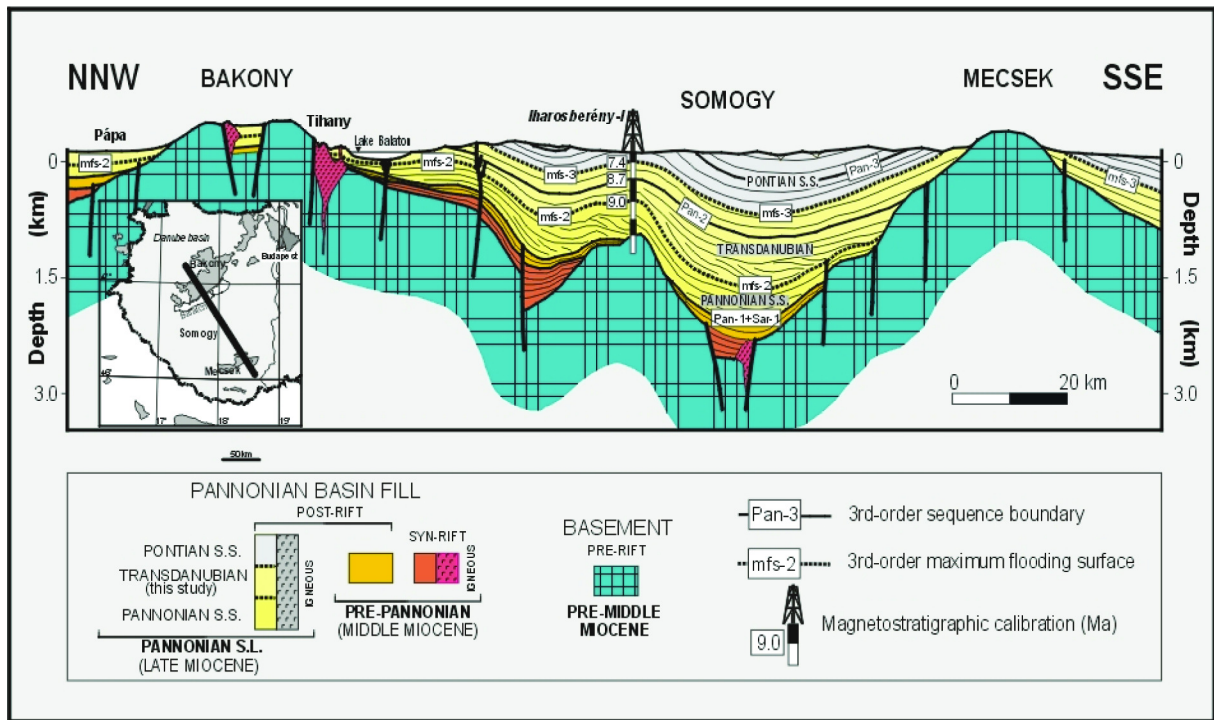 NNW BAKONY SOMOGY MECSEK SSE
Pápa Tihany Lake Balaton Iharosberény-I
0 mfs-2 mfs-2 mfs-3 7.4 Pan-3 0
8.7 PONTIAN S.S. mfs-3 mfs-3
mfs-2 9.0 Pan-2
TRANSDANUBIAN
Depth (km) 1.5 mfs-2 1.5 Depth (km)
PANNONIAN S.S.
Pan-1+Sar-1
3.0 3.0
0 20 km
Danube basin
Budapest
Bakony
Balaton
Somogy
Mecsek
17° 18° 19°
50km
PANNONIAN BASIN FILL
POST-RIFT
SYN-RIFT
PONTIAN S.S.
TRANSDANUBIAN
(this study)
PANNONIAN S.S.
IGNEOUS
IGNEOUS
PANNONIAN S.L.
(LATE MIOCENE)
PRE-PANNONIAN
(MIDDLE MIOCENE)
BASEMENT
PRE-RIFT
PRE-MIDDLE
MIOCENE
Pan-3 3rd-order sequence boundary
mfs-2 3rd-order maximum flooding surface
9.0 Magnetostratigraphic calibration (Ma)